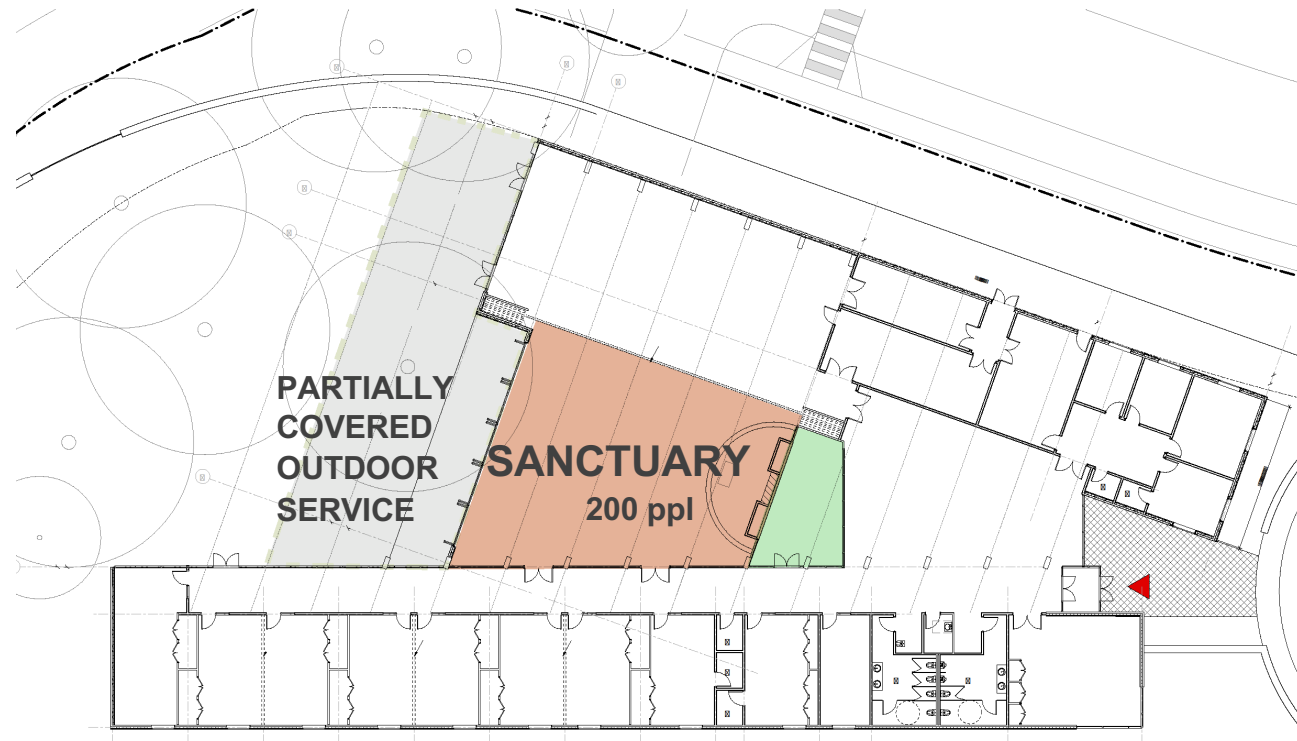 PARTIALLY
COVERED
OUTDOOR
SERVICE
SANCTUARY
200 ppl